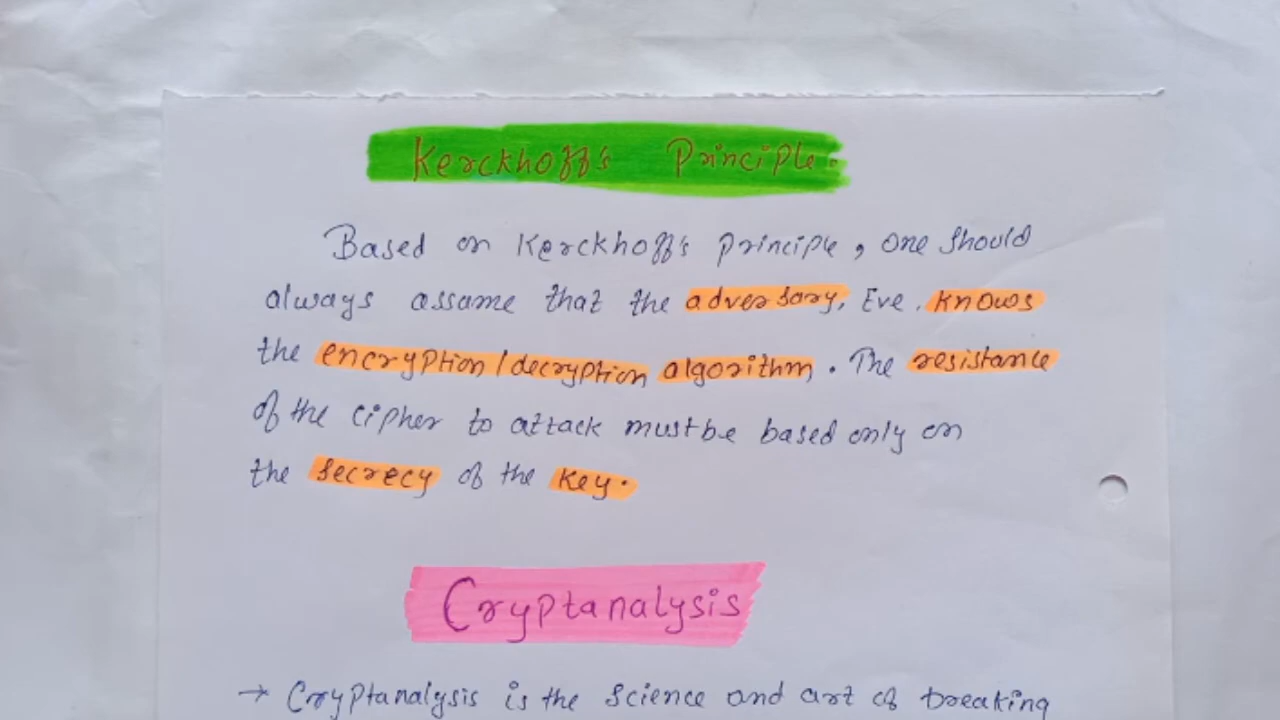 Kerckhoff's Principle.
Based on Kerckhoff's principle, one should
always assame that the adversary, Eve, knows
the encryption/decryption algorithm. The resistance
of the cipher to attack must be based only on
the secrecy of the key.
Cryptanalysis
→ Cryptanalysis is the science and art of breaking